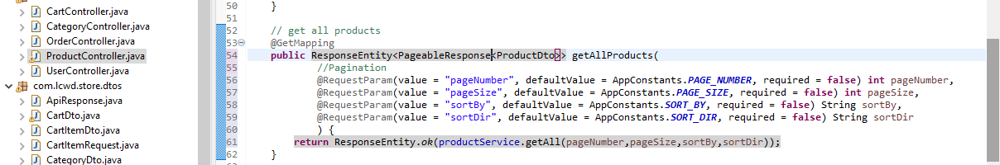 CartController.java
CategoryController.java
OrderController.java
ProductController.java
UserController.java
com.lcwd.store.dtos
ApiResponse.java
CartDto.java
CartItemDto.java
CartItemRequest.java
CategoryDto.java
50 }
51
52 // get all products
53 @GetMapping
54 public ResponseEntity<PageableResponse<ProductDto>> getAllProducts(
55 //Pagination
56 @RequestParam(value = "pageNumber", defaultValue = AppConstants.PAGE_NUMBER, required = false) int pageNumber,
57 @RequestParam(value = "pageSize", defaultValue = AppConstants.PAGE_SIZE, required = false) int pageSize,
58 @RequestParam(value = "sortBy", defaultValue = AppConstants.SORT_BY, required = false) String sortBy,
59 @RequestParam(value = "sortDir", defaultValue = AppConstants.SORT_DIR, required = false) String sortDir
60 ) {
61 return ResponseEntity.ok(productService.getAll(pageNumber,pageSize,sortBy,sortDir));
62 }